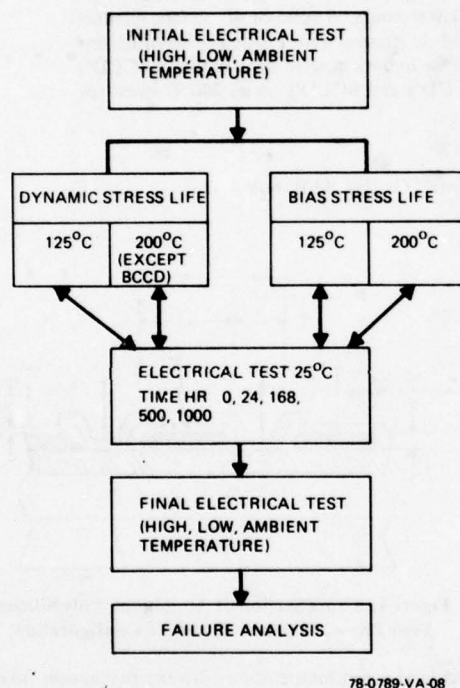 INITIAL ELECTRICAL TEST
(HIGH, LOW, AMBIENT
TEMPERATURE)
DYNAMIC STRESS LIFE
125°C
200°C
(EXCEPT
BCCD)
BIAS STRESS LIFE
125°C
200°C
ELECTRICAL TEST 25°C
TIME HR 0, 24, 168,
500, 1000
FINAL ELECTRICAL TEST
(HIGH, LOW, AMBIENT
TEMPERATURE)
FAILURE ANALYSIS
78-0789-VA-08